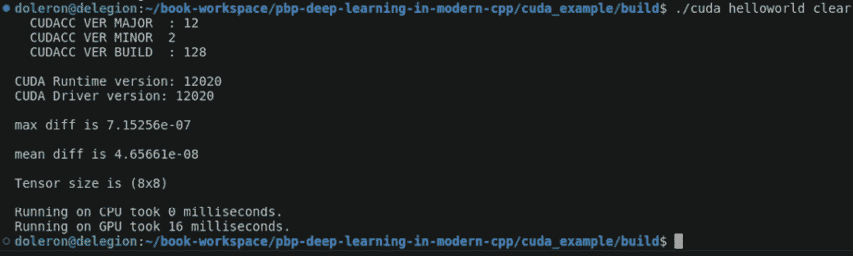 doleron@delegion:~/book-workspace/pbp-deep-learning-in-modern-cpp/cuda_example/build$ ./cuda helloworld clear
CUDACC VER MAJOR : 12
CUDACC VER MINOR 2
CUDACC VER BUILD : 128
CUDA Runtime version: 12020
CUDA Driver version: 12020
max diff is 7.15256e-07
mean diff is 4.65661e-08
Tensor size is (8x8)
Running on CPU took 0 milliseconds.
Running on GPU took 16 milliseconds.
doleron@delegion:~/book-workspace/pbp-deep-learning-in-modern-cpp/cuda_example/build$